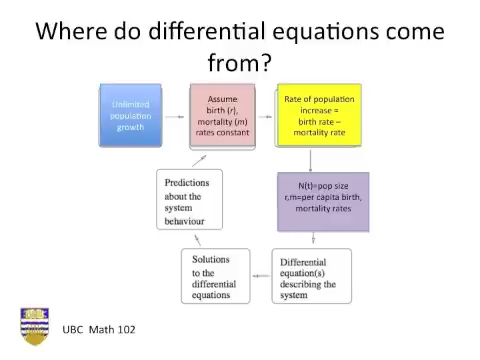 Where do differential equations come
from?
Unlimited
population
growth
Assume
birth (r),
mortality (m)
rates constant
Rate of population
increase =
birth rate –
mortality rate
N(t)=pop size
r,m=per capita birth,
mortality rates
Differential
equation(s)
describing the
system
Solutions
to the
differential
equations
Predictions
about the
system
behaviour
UBC Math 102